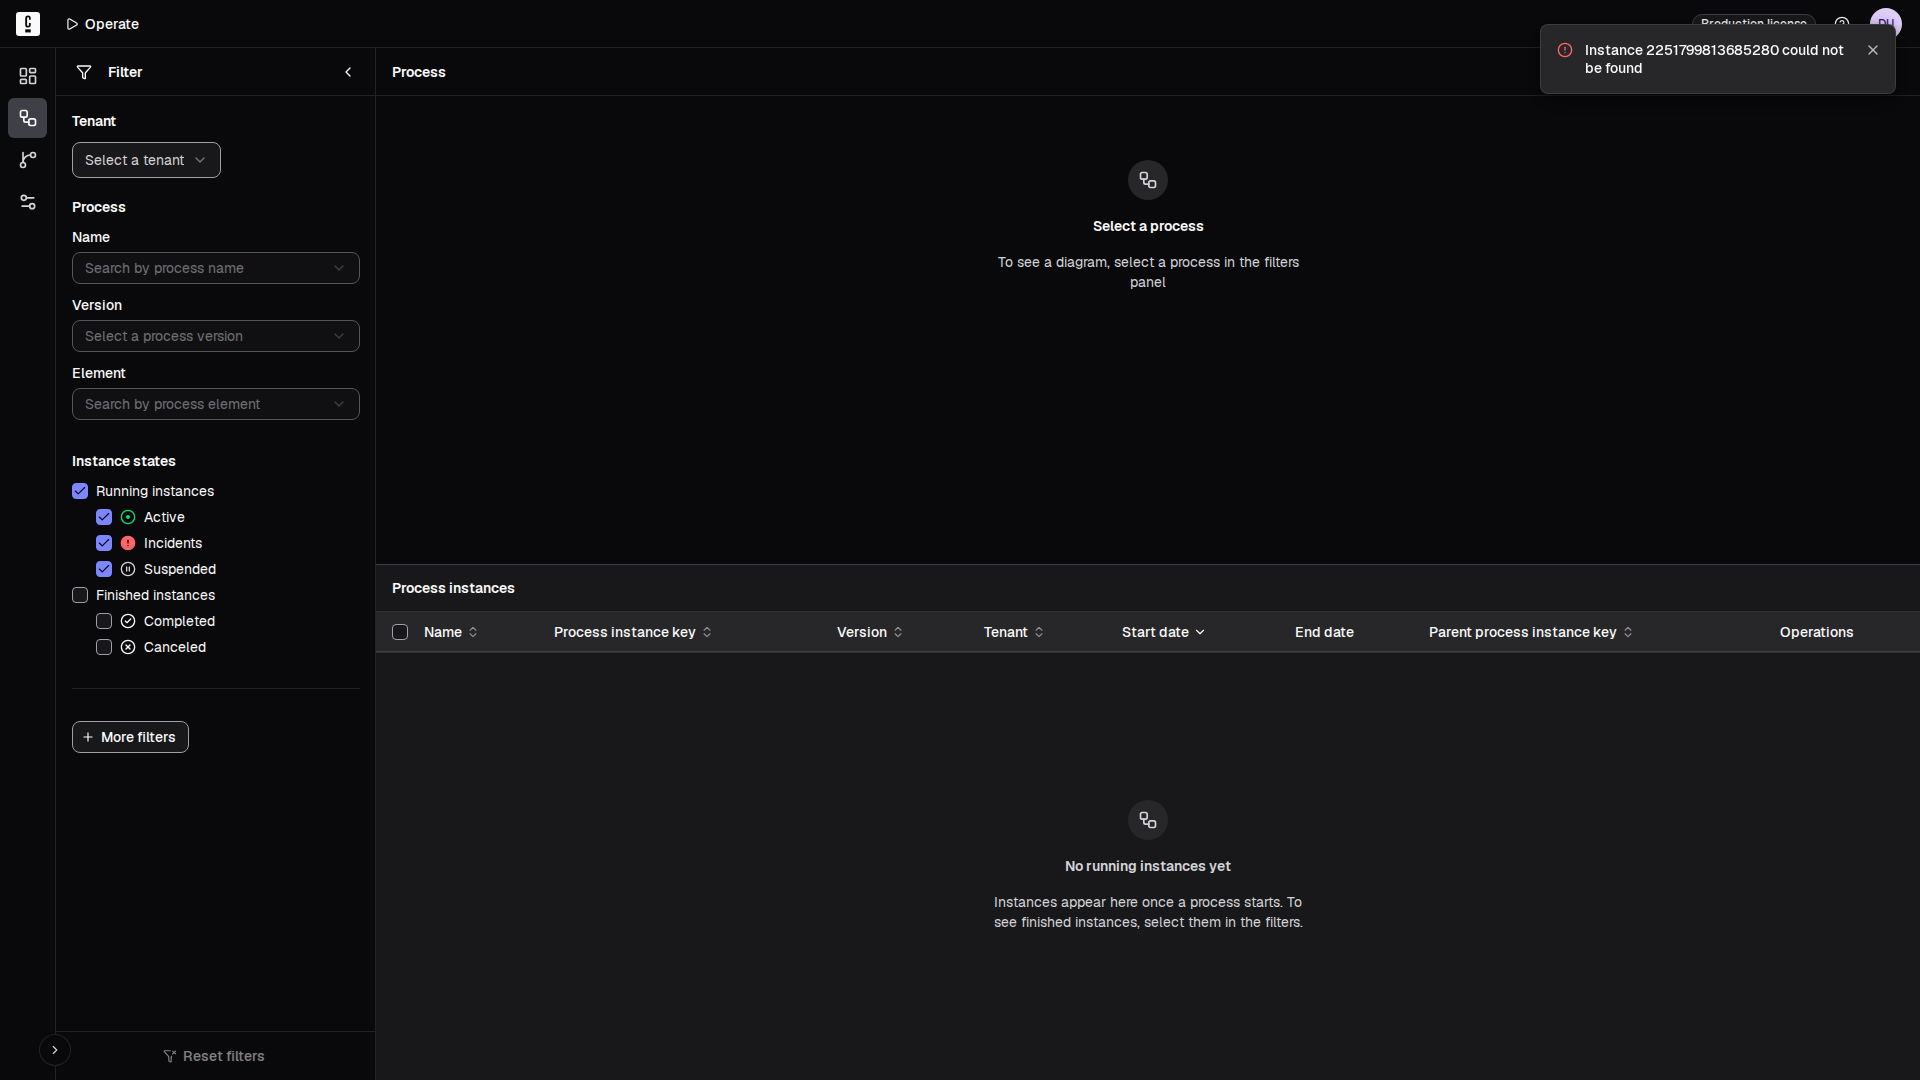 Operate
Production license
Instance 2251799813685280 could not
be found
Filter
Process
Tenant
Select a tenant
Process
Name
Search by process name
Version
Select a process version
Element
Search by process element
Instance states
Running instances
Active
Incidents
Suspended
Finished instances
Completed
Canceled
More filters
Reset filters
Select a process
To see a diagram, select a process in the filters
panel
Process instances
Name
Process instance key
Version
Tenant
Start date
End date
Parent process instance key
Operations
No running instances yet
Instances appear here once a process starts. To
see finished instances, select them in the filters.